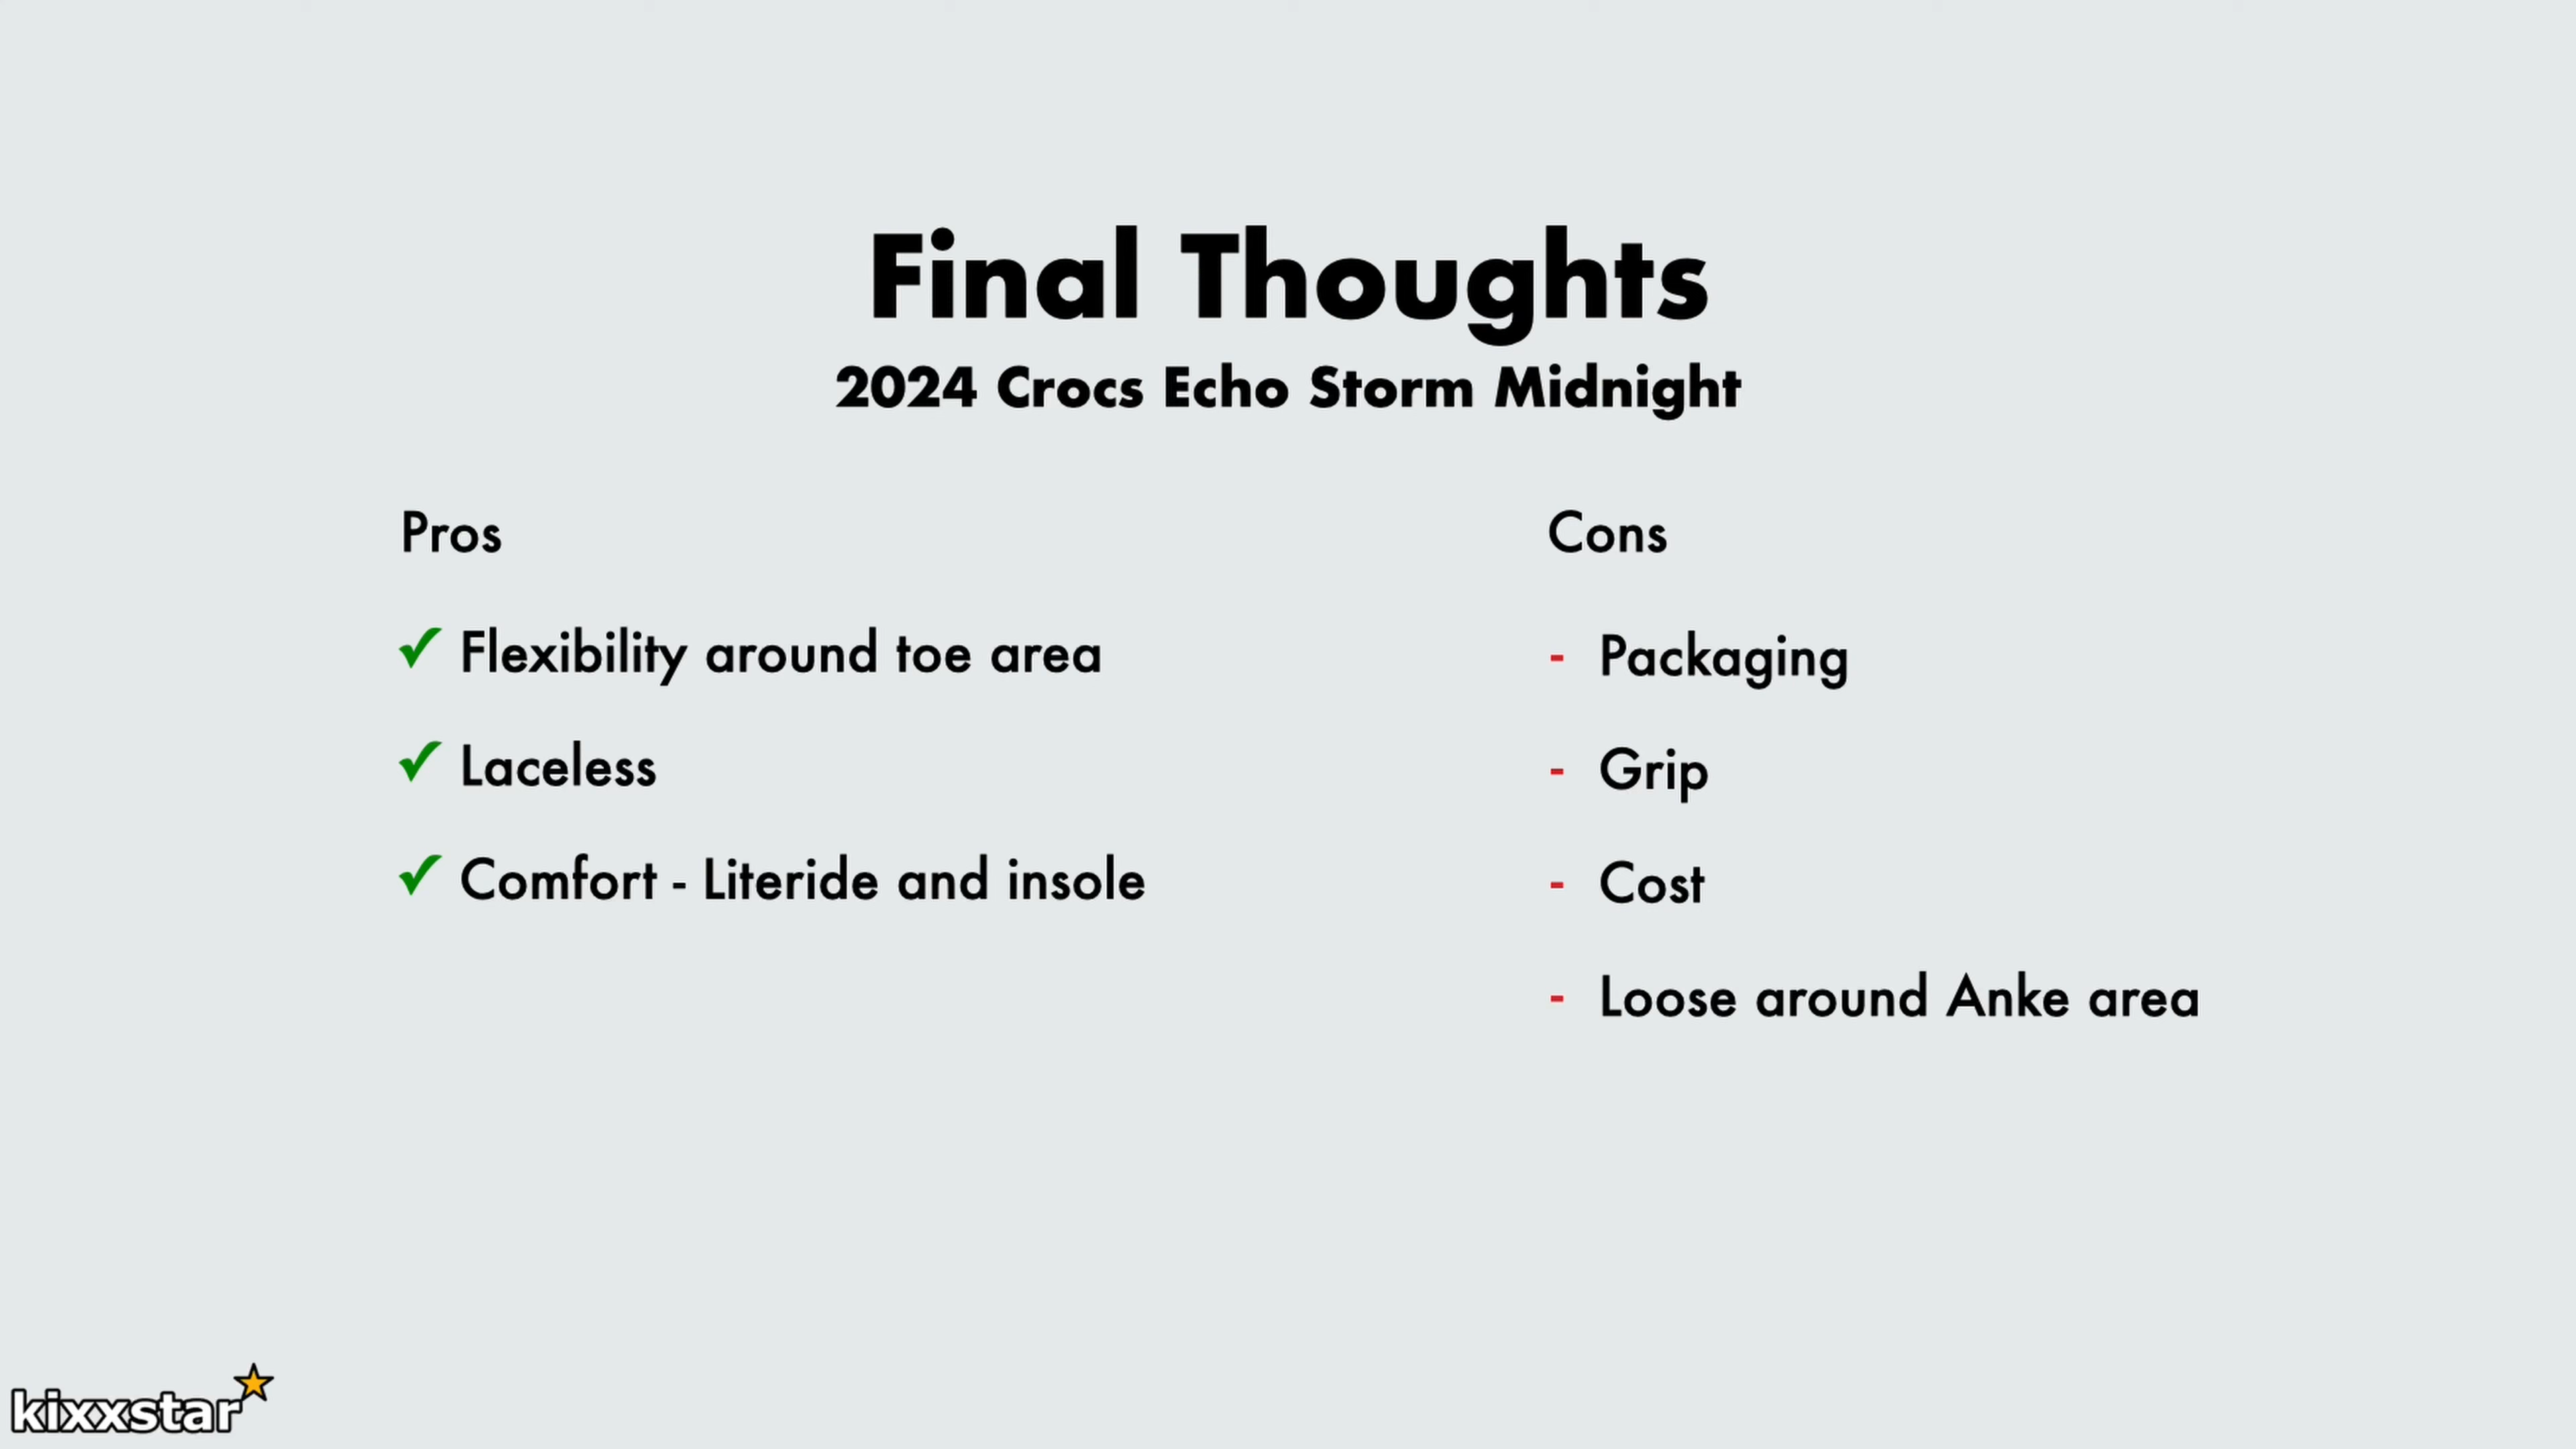 Final Thoughts
2024 Crocs Echo Storm Midnight
Pros
✓ Flexibility around toe area
✓ Laceless
✓ Comfort - Literide and insole
Cons
- Packaging
- Grip
- Cost
- Loose around Anke area
kixxstar